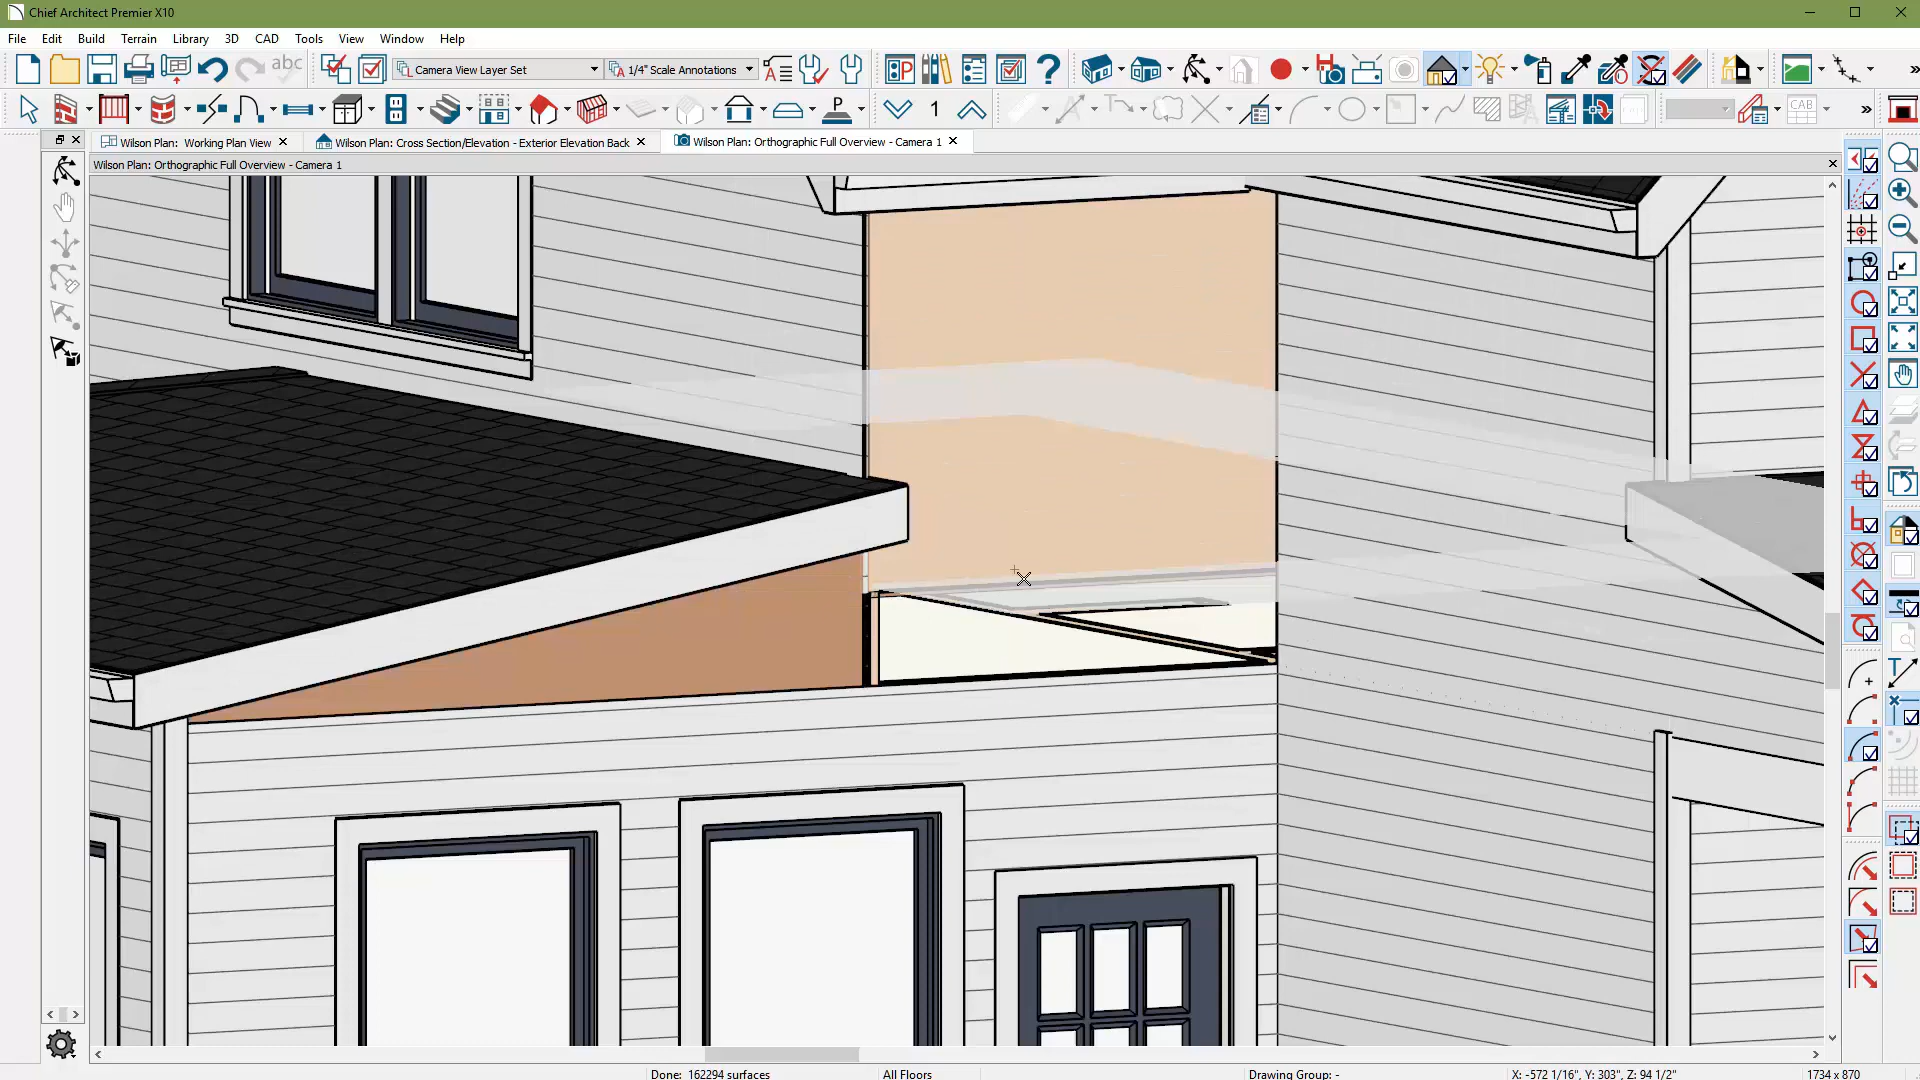 Chief Architect Premier X10
File Edit Build Terrain Library 3D CAD Tools View Window Help
abc Camera View Layer Set 1/4" Scale Annotations A P ?
P 1 A T CAB
Wilson Plan: Working Plan View Wilson Plan: Cross Section/Elevation - Exterior Elevation Back Wilson Plan: Orthographic Full Overview - Camera 1
Wilson Plan: Orthographic Full Overview - Camera 1
T
Done: 162294 surfaces All Floors Drawing Group: - X: -572 1/16", Y: 303", Z: 94 1/2" 1734 x 870